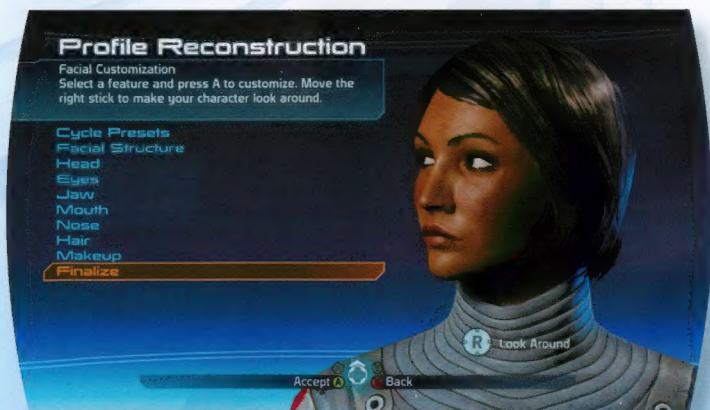 Profile Reconstruction
Facial Customization
Select a feature and press A to customize. Move the
right stick to make your character look around.
Cycle Presets
Facial Structure
Head
Eyes
Jaw
Mouth
Nose
Hair
Makeup
Finalize
R Look Around
Accept A Back